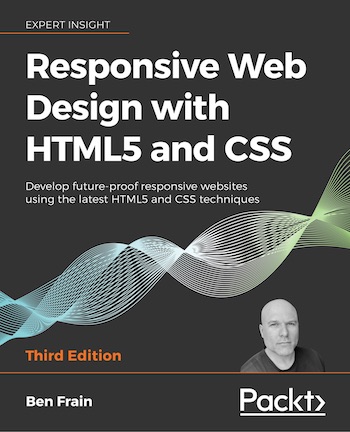 EXPERT INSIGHT
Responsive Web
Design with
HTML5 and CSS
Develop future-proof responsive websites
using the latest HTML5 and CSS techniques
Third Edition
Ben Frain
Packt>